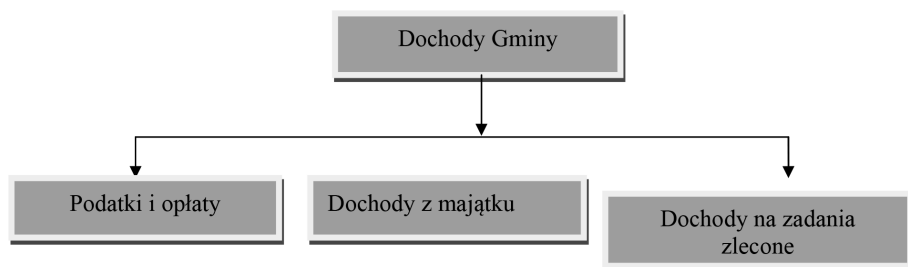 Dochody Gminy
Podatki i opłaty
Dochody z majątku
Dochody na zadania
zlecone